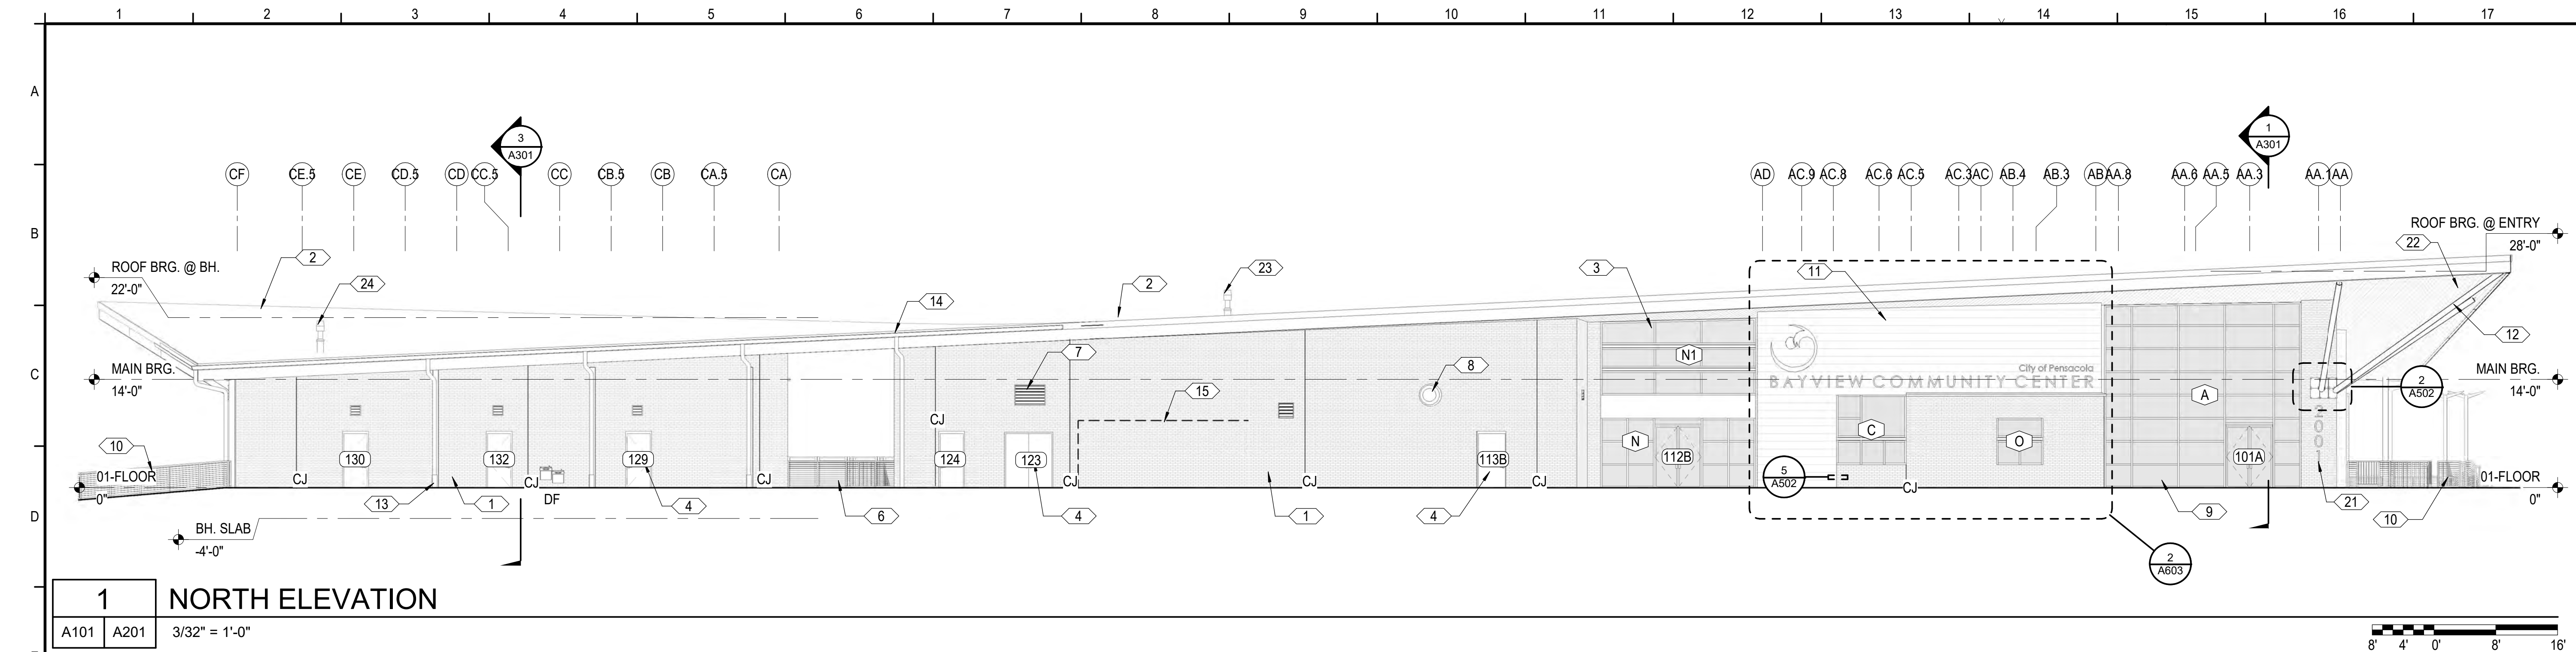 1 2 3 4 5 6 7 8 9 10 11 12 13 14 15 16 17
A
3
A301
1
A301
CF CE.5 CE CD.5 CD CC.5 CC CB.5 CB CA.5 CA AD AC.9 AC.8 AC.6 AC.5 AC.3 AC AB.4 AB.3 AB AA.8 AA.6 AA.5 AA.3 AA.1 AA
B
ROOF BRG. @ ENTRY
28'-0"
22
ROOF BRG. @ BH.
22'-0"
2
24
14
2
23
3
11
12
C
MAIN BRG.
14'-0"
7
15
8
N1
City of Pensacola
BAYVIEW COMMUNITY CENTER
A
2
A502
MAIN BRG.
14'-0"
CJ
C
O
N
10
01-FLOOR
0"
130
132
129
124
123
113B
112B
101A
CJ
CJ
CJ
CJ
CJ
CJ
CJ
5
A502
DF
13
1
4
6
4
1
4
9
21
10
01-FLOOR
0"
D
BH. SLAB
-4'-0"
2
A603
1
NORTH ELEVATION
A101 A201
3/32" = 1'-0"
8' 4' 0' 8' 16'